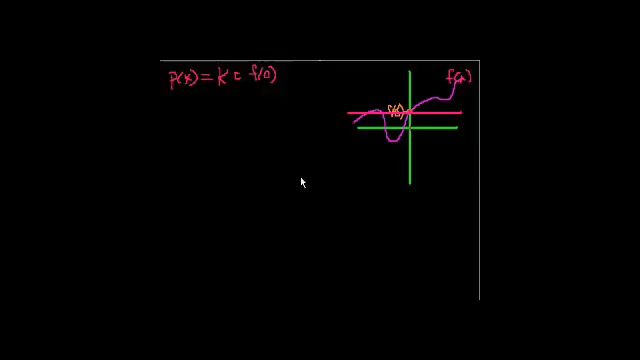 P(x) = K = f(0)
f(x)
f(0)